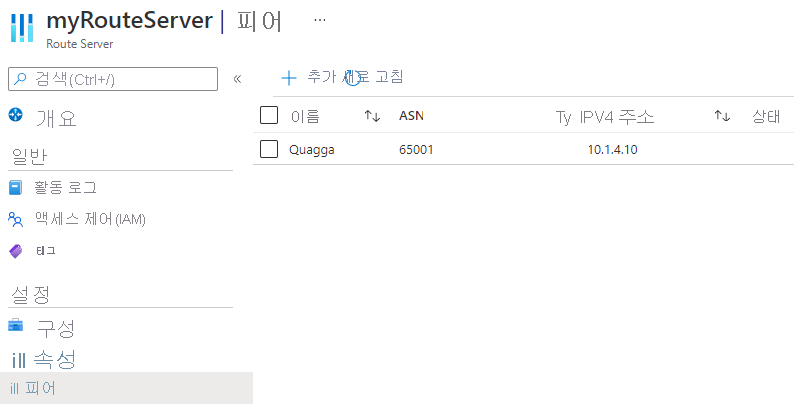 myRouteServer | 피어 ...
Route Server
검색(Ctrl+/) «
추가 새로 고침
개요
이름 ASN Ty IPV4 주소 상태
Quagga 65001 10.1.4.10
일반
활동 로그
액세스 제어(IAM)
태그
설정
구성
ill 속성
ill 피어